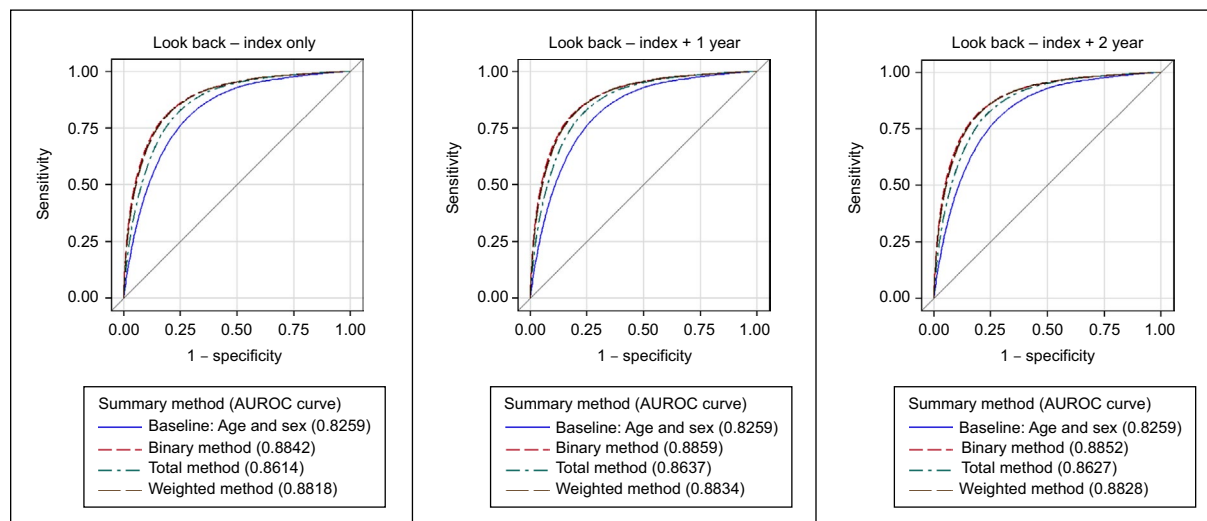 Look back – index only
Sensitivity
1.00
0.75
0.50
0.25
0.00
0.00 0.25 0.50 0.75 1.00
1 – specificity
Summary method (AUROC curve)
Baseline: Age and sex (0.8259)
Binary method (0.8842)
Total method (0.8614)
Weighted method (0.8818)
Look back – index + 1 year
Sensitivity
1.00
0.75
0.50
0.25
0.00
0.00 0.25 0.50 0.75 1.00
1 – specificity
Summary method (AUROC curve)
Baseline: Age and sex (0.8259)
Binary method (0.8859)
Total method (0.8637)
Weighted method (0.8834)
Look back – index + 2 year
Sensitivity
1.00
0.75
0.50
0.25
0.00
0.00 0.25 0.50 0.75 1.00
1 – specificity
Summary method (AUROC curve)
Baseline: Age and sex (0.8259)
Binary method (0.8852)
Total method (0.8627)
Weighted method (0.8828)